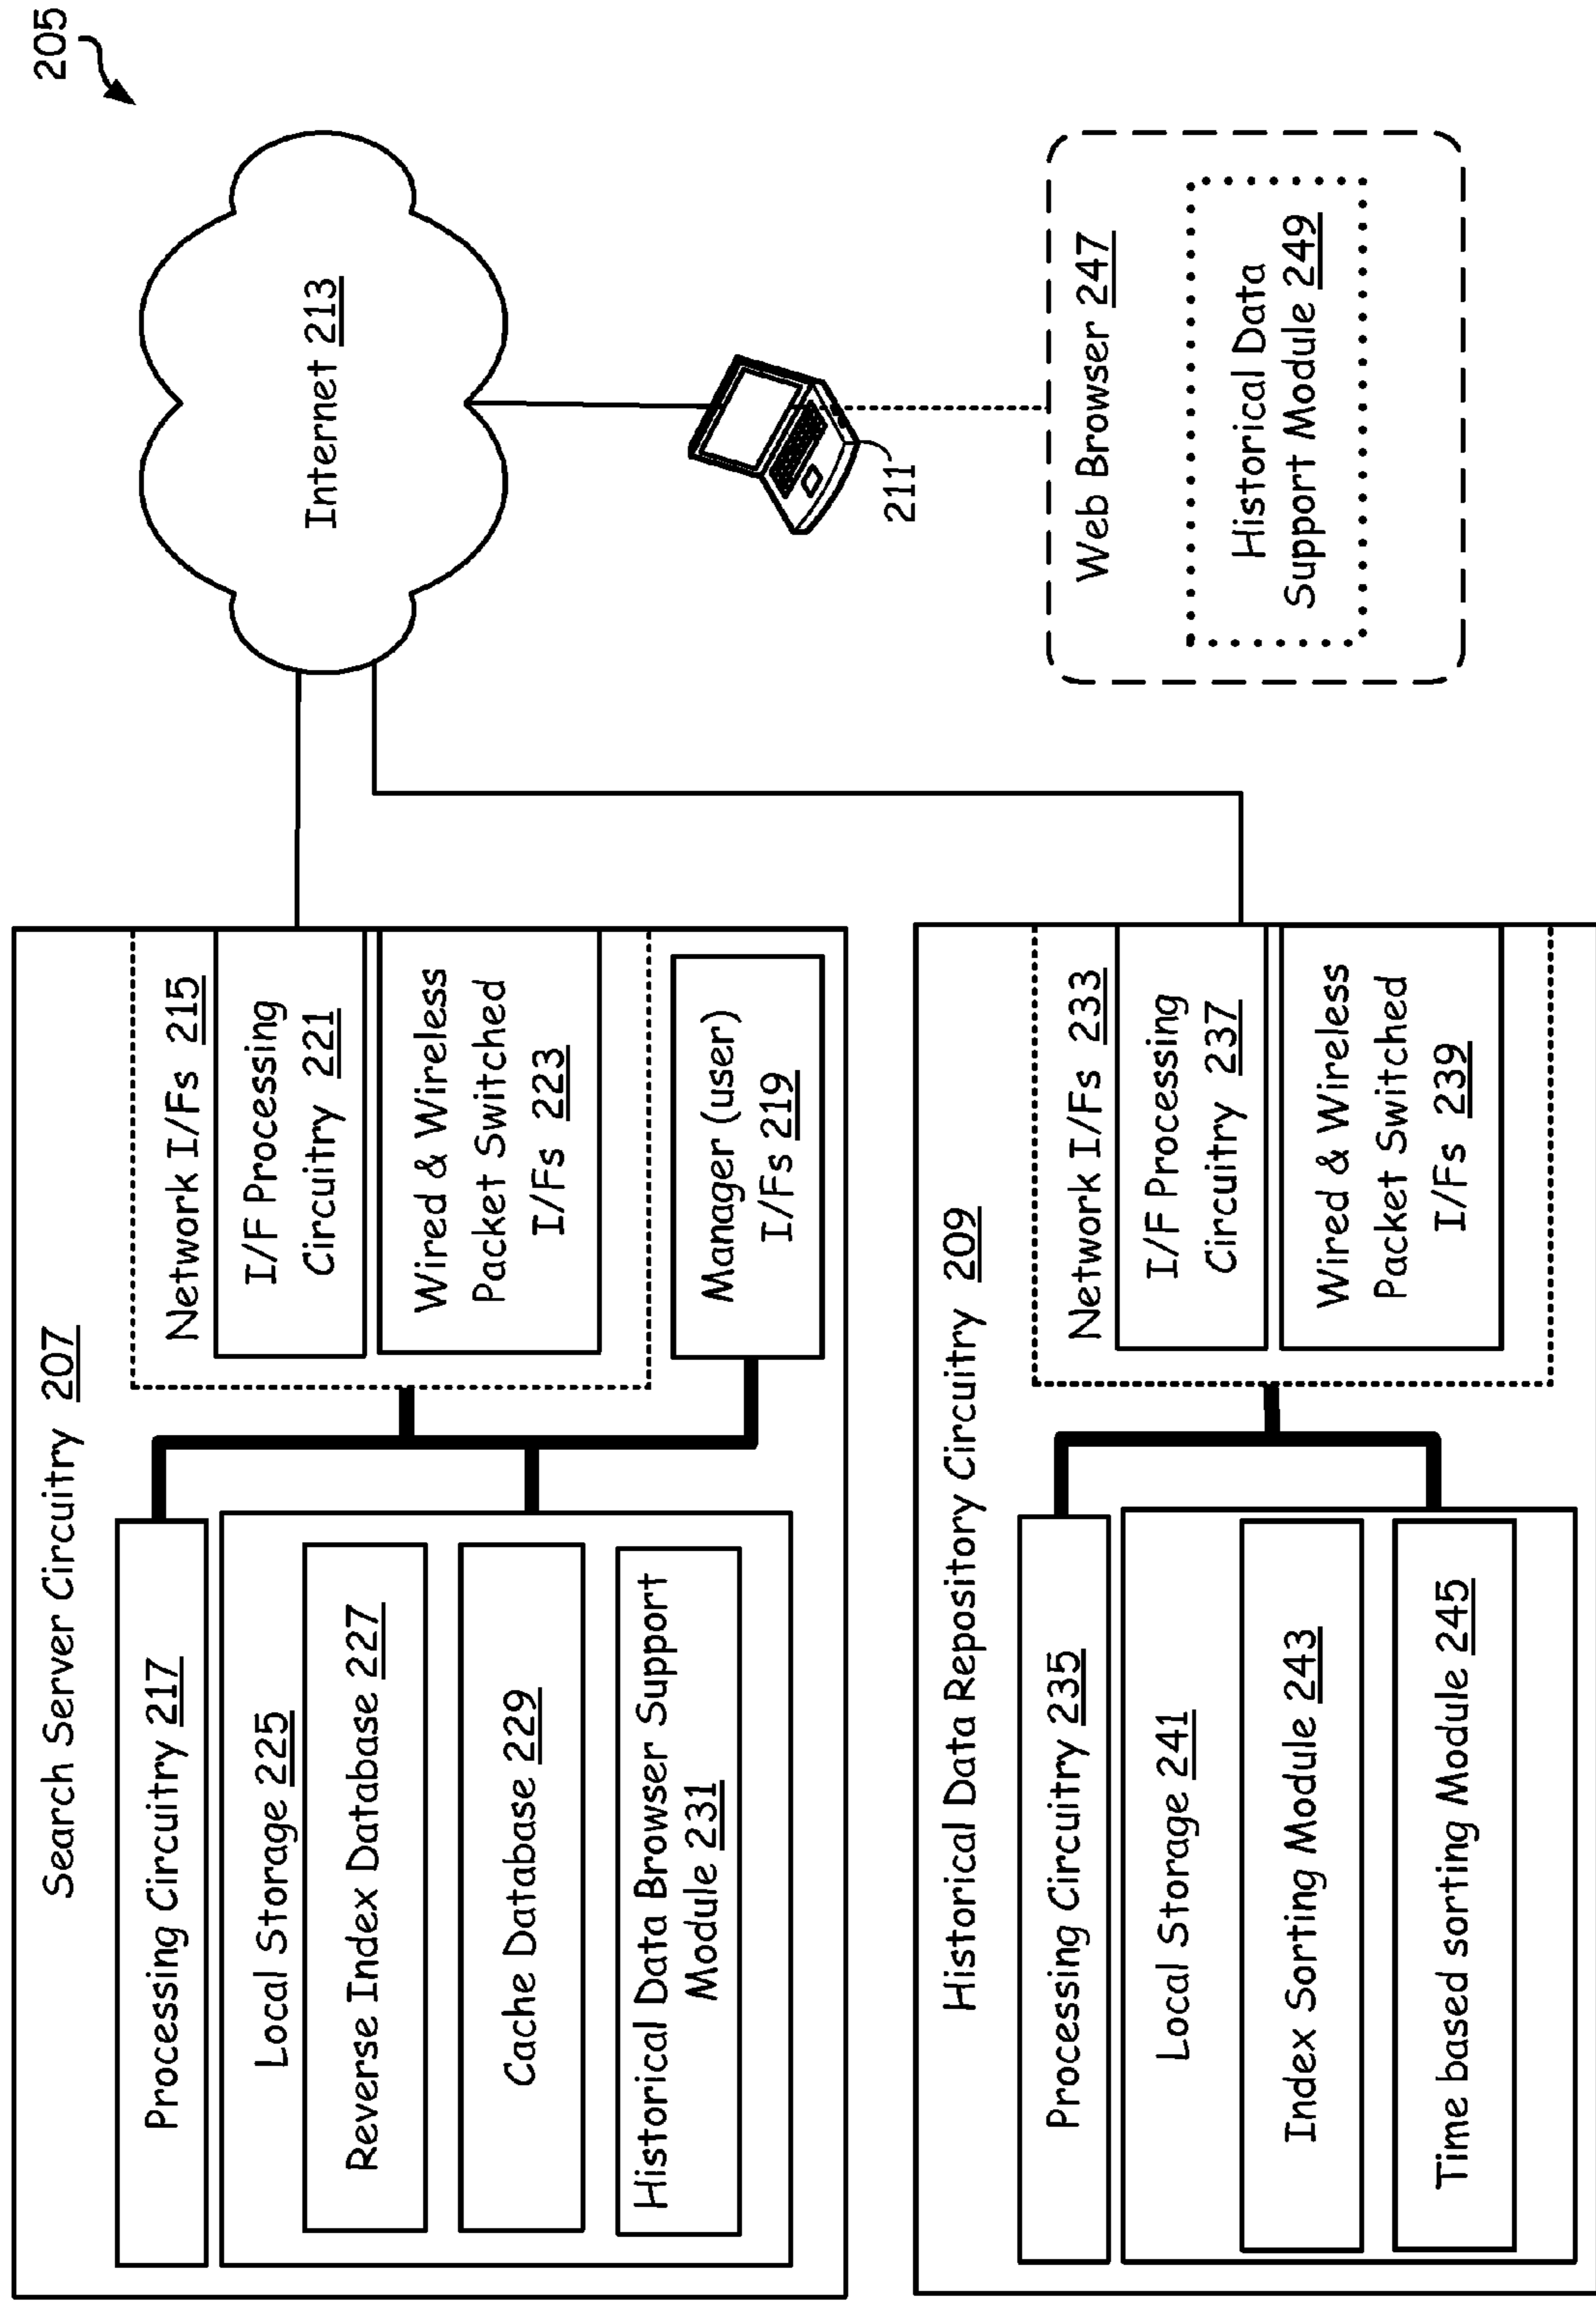 205
Search Server Circuitry 207
Processing Circuitry 217
Local Storage 225
Reverse Index Database 227
Cache Database 229
Historical Data Browser Support
Module 231
Network I/Fs 215
I/F Processing
Circuitry 221
Wired & Wireless
Packet Switched
I/Fs 223
Manager (user)
I/Fs 219
Internet 213
211
Web Browser 247
Historical Data
Support Module 249
Historical Data Repository Circuitry 209
Processing Circuitry 235
Local Storage 241
Index Sorting Module 243
Time based sorting Module 245
Network I/Fs 233
I/F Processing
Circuitry 237
Wired & Wireless
Packet Switched
I/Fs 239